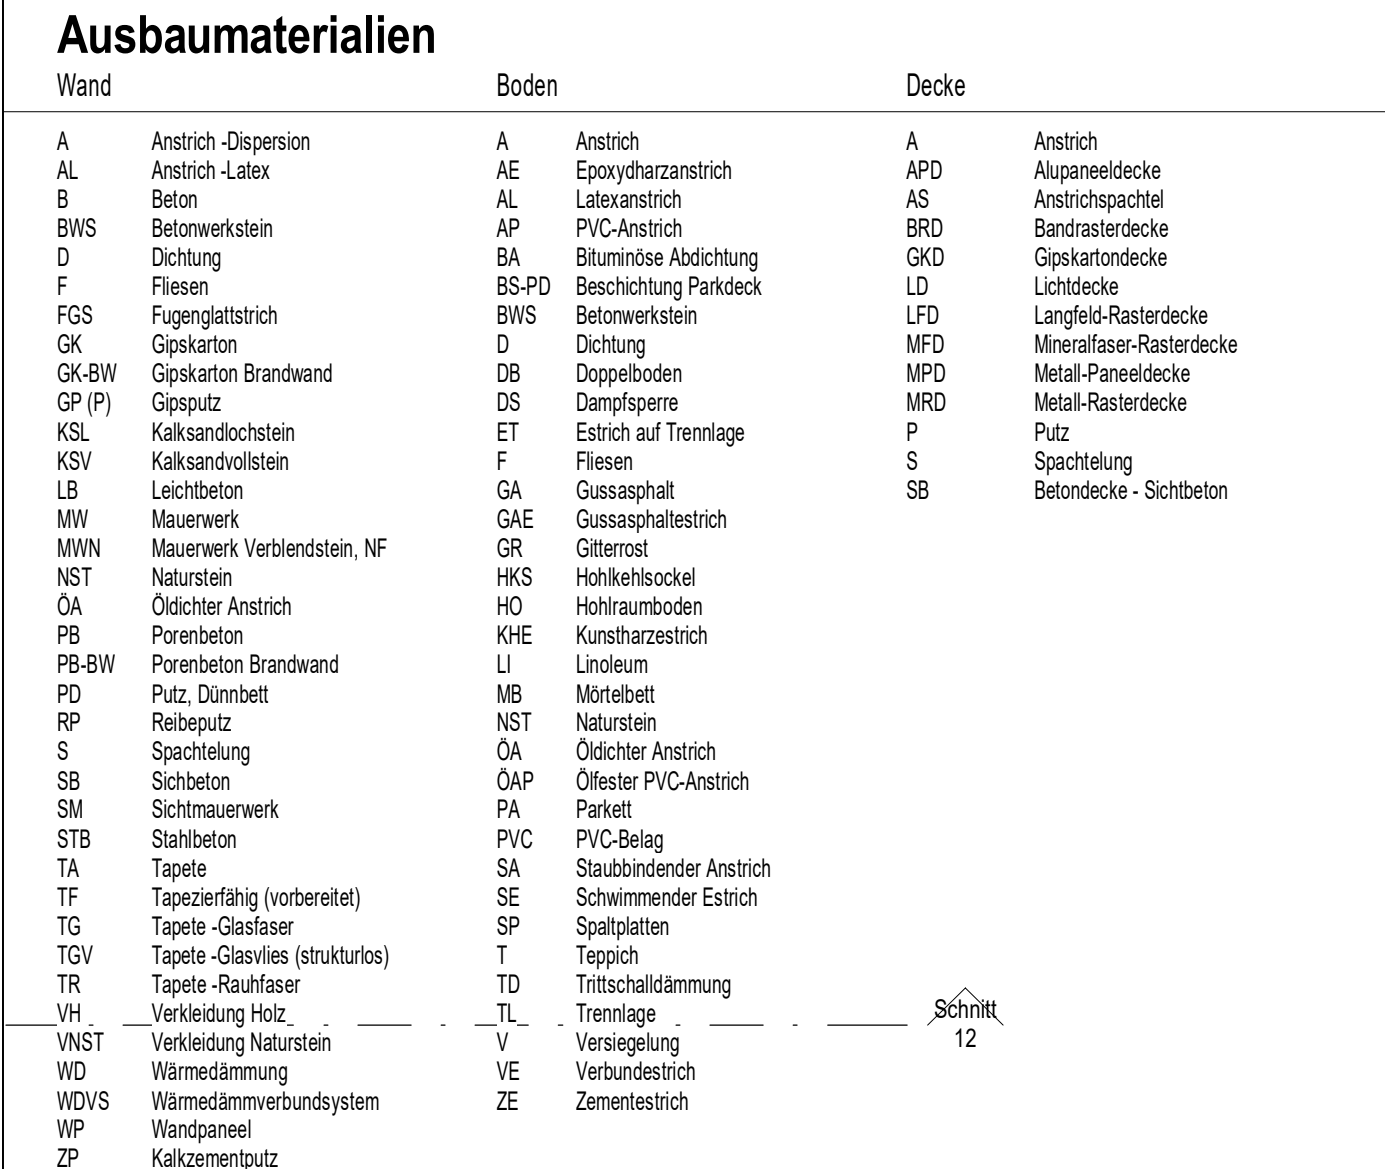 Ausbaumaterialien
Wand Boden Decke
A Anstrich -Dispersion A Anstrich A Anstrich
AL Anstrich -Latex AE Epoxydharzanstrich APD Alupaneeldecke
B Beton AL Latexanstrich AS Anstrichspachtel
BWS Betonwerkstein AP PVC-Anstrich BRD Bandrasterdecke
D Dichtung BA Bituminöse Abdichtung GKD Gipskartondecke
F Fliesen BS-PD Beschichtung Parkdeck LD Lichtdecke
FGS Fugenglattstrich BWS Betonwerkstein LFD Langfeld-Rasterdecke
GK Gipskarton D Dichtung MFD Mineralfaser-Rasterdecke
GK-BW Gipskarton Brandwand DB Doppelboden MPD Metall-Paneeldecke
GP (P) Gipsputz DS Dampfsperre MRD Metall-Rasterdecke
KSL Kalksandlochstein ET Estrich auf Trennlage P Putz
KSV Kalksandvollstein F Fliesen S Spachtelung
LB Leichtbeton GA Gussasphalt SB Betondecke - Sichtbeton
MW Mauerwerk GAE Gussasphaltestrich
MWN Mauerwerk Verblendstein, NF GR Gitterrost
NST Naturstein HKS Hohlkehlsockel
ÖA Öldichter Anstrich HO Hohlraumboden
PB Porenbeton KHE Kunstharzestrich
PB-BW Porenbeton Brandwand LI Linoleum
PD Putz, Dünnbett MB Mörtelbett
RP Reibeputz NST Naturstein
S Spachtelung ÖA Öldichter Anstrich
SB Sichbeton ÖAP Ölfester PVC-Anstrich
SM Sichtmauerwerk PA Parkett
STB Stahlbeton PVC PVC-Belag
TA Tapete SA Staubbindender Anstrich
TF Tapezierfähig (vorbereitet) SE Schwimmender Estrich
TG Tapete -Glasfaser SP Spaltplatten
TGV Tapete -Glasvlies (strukturlos) T Teppich
TR Tapete -Rauhfaser TD Trittschalldämmung
VH Verkleidung Holz TL Trennlage Schnitt
VNST Verkleidung Naturstein V Versiegelung 12
WD Wärmedämmung VE Verbundestrich
WDVS Wärmedämmverbundsystem ZE Zementestrich
WP Wandpaneel
ZP Kalkzementputz